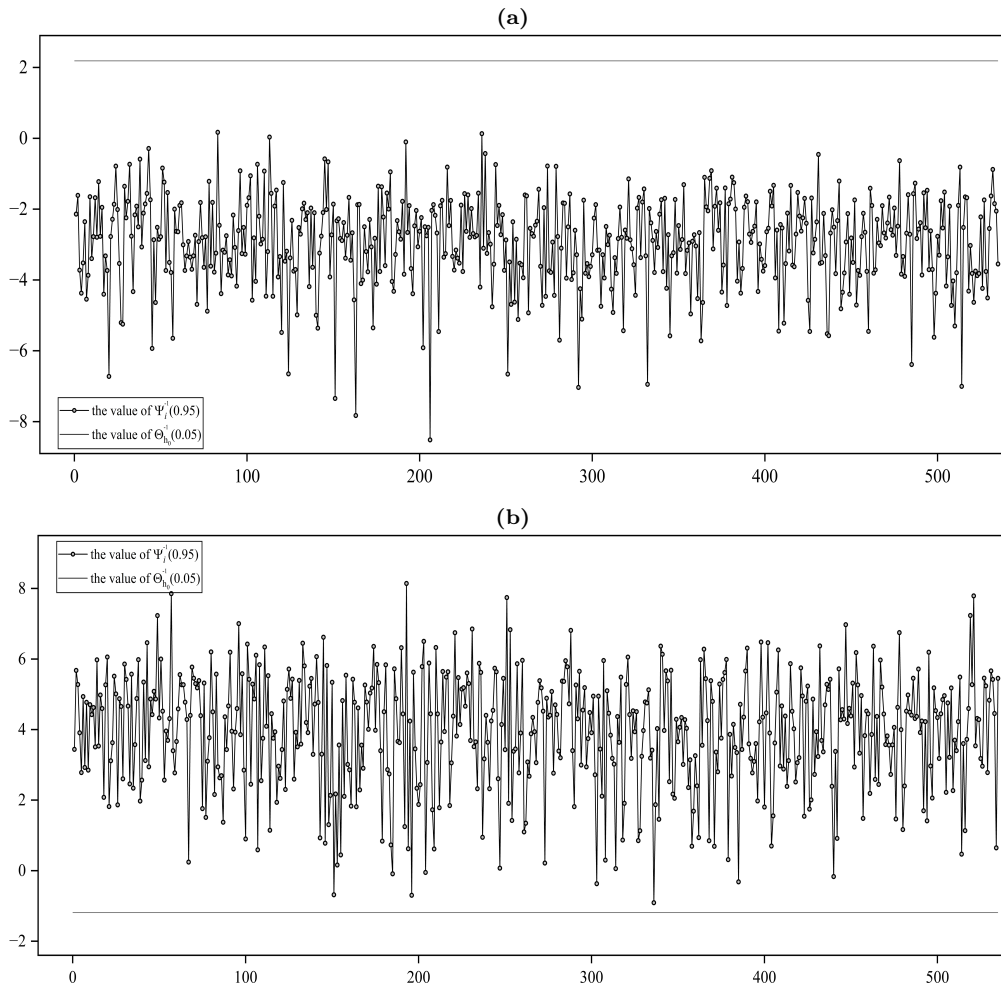 (a)
2
0
−2
−4
−6
−8
the value of Ψ_i^{-1}(0.95)
the value of Θ_{h_0}^{-1}(0.05)
0 100 200 300 400 500
(b)
the value of Ψ_i^{-1}(0.95)
the value of Θ_{h_0}^{-1}(0.05)
8
6
4
2
0
−2
0 100 200 300 400 500